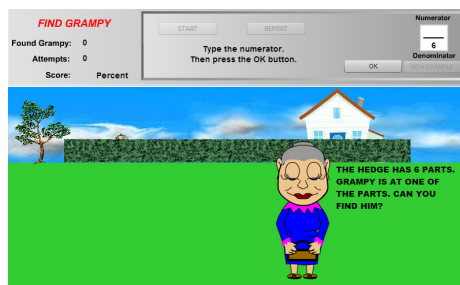 FIND GRAMPY
Found Grampy: 0
Attempts: 0
Score: Percent
START
REPORT
Type the numerator.
Then press the OK button.
Numerator
6
Denominator
OK
NEW EXAMPLE
THE HEDGE HAS 6 PARTS.
GRAMPY IS AT ONE OF
THE PARTS. CAN YOU
FIND HIM?